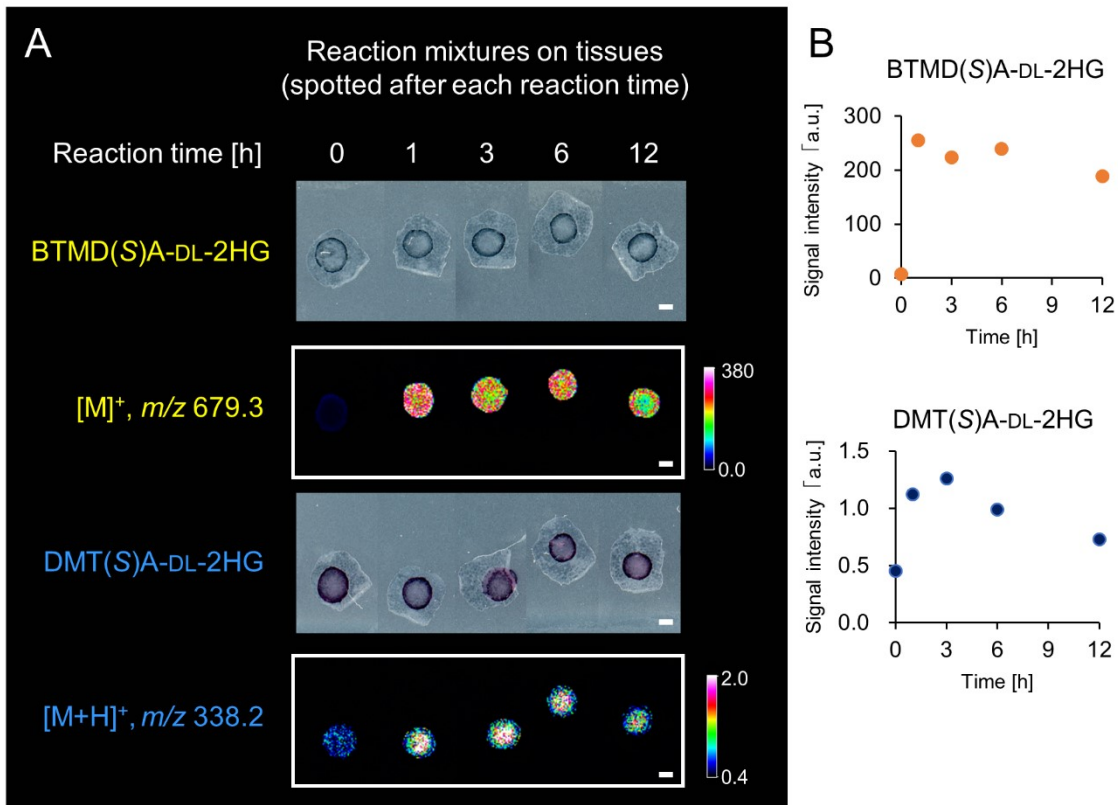 A
Reaction mixtures on tissues
(spotted after each reaction time)
Reaction time [h] 0 1 3 6 12
BTMD(S)A-DL-2HG
[M]⁺, m/z 679.3
380
0.0
DMT(S)A-DL-2HG
[M+H]⁺, m/z 338.2
2.0
0.4
B
BTMD(S)A-DL-2HG
Signal intensity「a.u.]
300
200
100
0
0 3 6 9 12
Time [h]
DMT(S)A-DL-2HG
Signal intensity「a.u.]
1.5
1.0
0.5
0.0
0 3 6 9 12
Time [h]